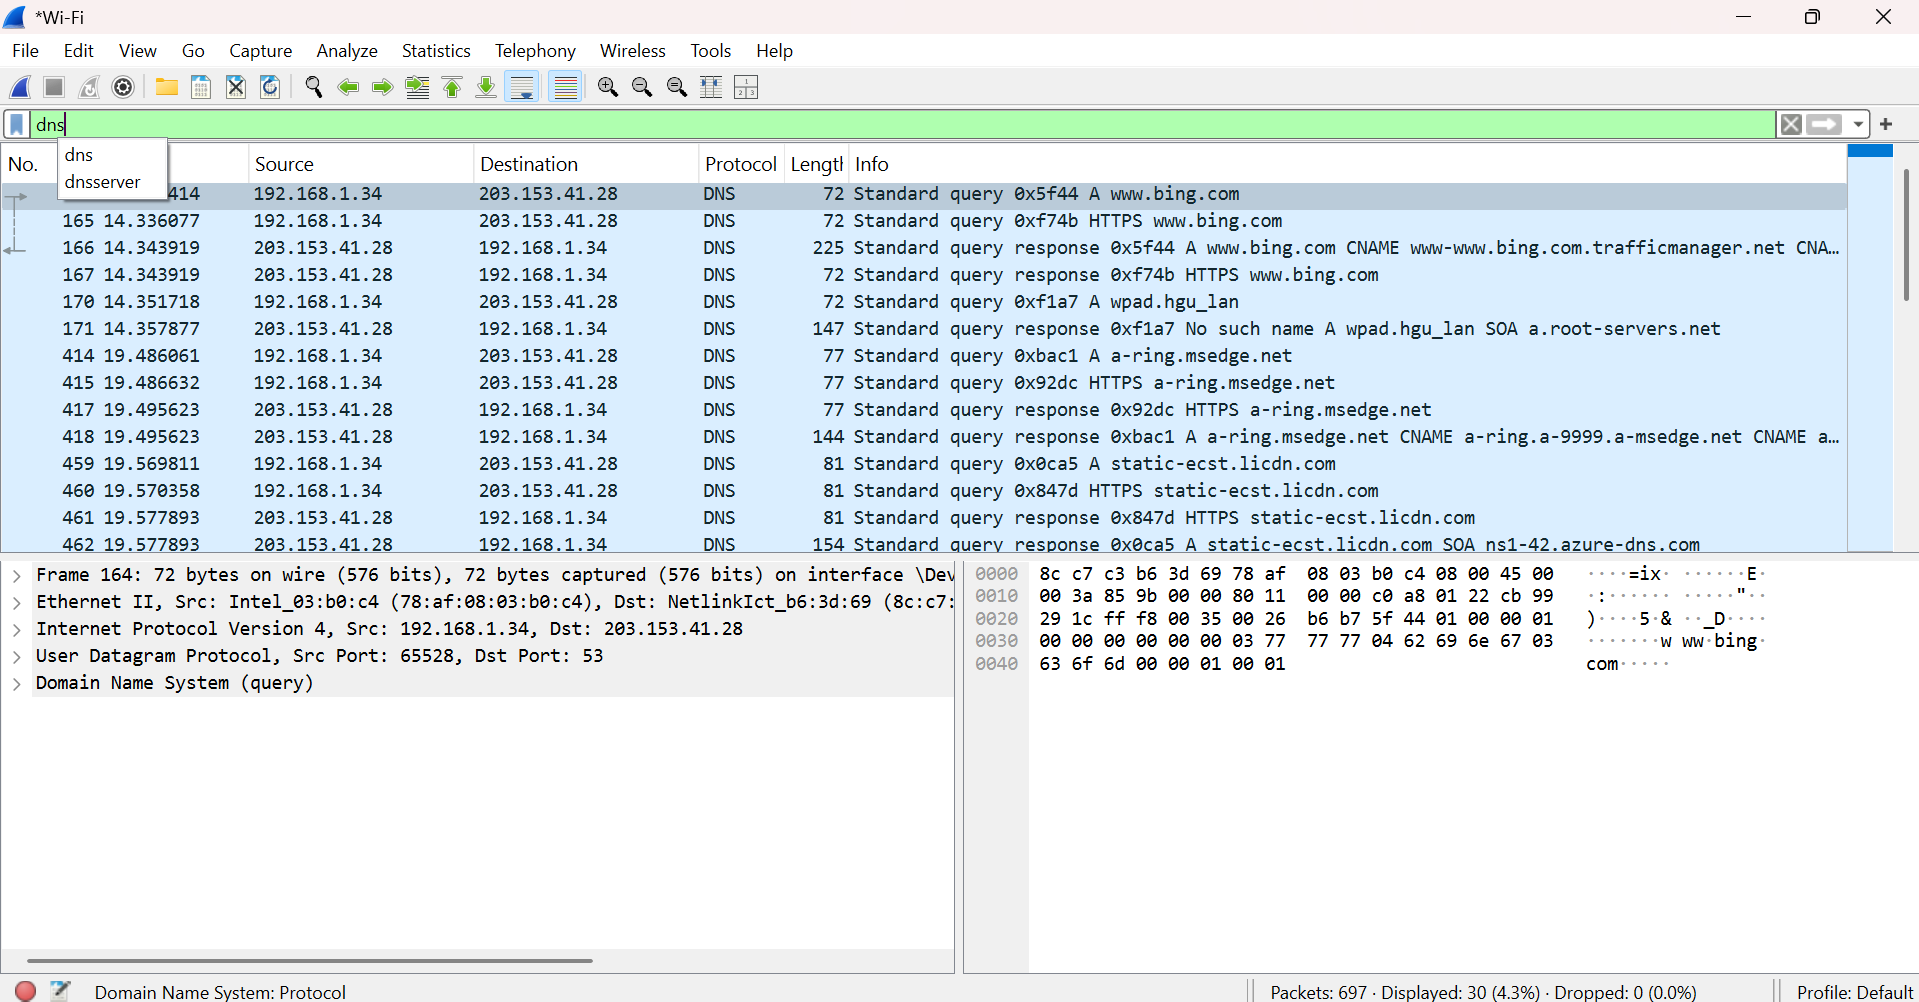 *Wi-Fi
File Edit View Go Capture Analyze Statistics Telephony Wireless Tools Help
dns
dns
dnsserver
No. Source Destination Protocol Length Info
414 192.168.1.34 203.153.41.28 DNS 72 Standard query 0x5f44 A www.bing.com
165 14.336077 192.168.1.34 203.153.41.28 DNS 72 Standard query 0xf74b HTTPS www.bing.com
166 14.343919 203.153.41.28 192.168.1.34 DNS 225 Standard query response 0x5f44 A www.bing.com CNAME www-www.bing.com.trafficmanager.net CNA…
167 14.343919 203.153.41.28 192.168.1.34 DNS 72 Standard query response 0xf74b HTTPS www.bing.com
170 14.351718 192.168.1.34 203.153.41.28 DNS 72 Standard query 0xf1a7 A wpad.hgu_lan
171 14.357877 203.153.41.28 192.168.1.34 DNS 147 Standard query response 0xf1a7 No such name A wpad.hgu_lan SOA a.root-servers.net
414 19.486061 192.168.1.34 203.153.41.28 DNS 77 Standard query 0xbac1 A a-ring.msedge.net
415 19.486632 192.168.1.34 203.153.41.28 DNS 77 Standard query 0x92dc HTTPS a-ring.msedge.net
417 19.495623 203.153.41.28 192.168.1.34 DNS 77 Standard query response 0x92dc HTTPS a-ring.msedge.net
418 19.495623 203.153.41.28 192.168.1.34 DNS 144 Standard query response 0xbac1 A a-ring.msedge.net CNAME a-ring.a-9999.a-msedge.net CNAME a…
459 19.569811 192.168.1.34 203.153.41.28 DNS 81 Standard query 0x0ca5 A static-ecst.licdn.com
460 19.570358 192.168.1.34 203.153.41.28 DNS 81 Standard query 0x847d HTTPS static-ecst.licdn.com
461 19.577893 203.153.41.28 192.168.1.34 DNS 81 Standard query response 0x847d HTTPS static-ecst.licdn.com
462 19.577893 203.153.41.28 192.168.1.34 DNS 154 Standard query response 0x0ca5 A static-ecst.licdn.com SOA ns1-42.azure-dns.com
Frame 164: 72 bytes on wire (576 bits), 72 bytes captured (576 bits) on interface \Dev
Ethernet II, Src: Intel_03:b0:c4 (78:af:08:03:b0:c4), Dst: NetlinkIct_b6:3d:69 (8c:c7:
Internet Protocol Version 4, Src: 192.168.1.34, Dst: 203.153.41.28
User Datagram Protocol, Src Port: 65528, Dst Port: 53
Domain Name System (query)
0000 8c c7 c3 b6 3d 69 78 af 08 03 b0 c4 08 00 45 00 ····=ix· ······E·
0010 00 3a 85 9b 00 00 80 11 00 00 c0 a8 01 22 cb 99 ·:······ ·····"··
0020 29 1c ff f8 00 35 00 26 b6 b7 5f 44 01 00 00 01 )····5·& ··_D····
0030 00 00 00 00 00 00 03 77 77 77 04 62 69 6e 67 03 ·······w ww·bing·
0040 63 6f 6d 00 00 01 00 01 com·····
Domain Name System: Protocol
Packets: 697 · Displayed: 30 (4.3%) · Dropped: 0 (0.0%)
Profile: Default